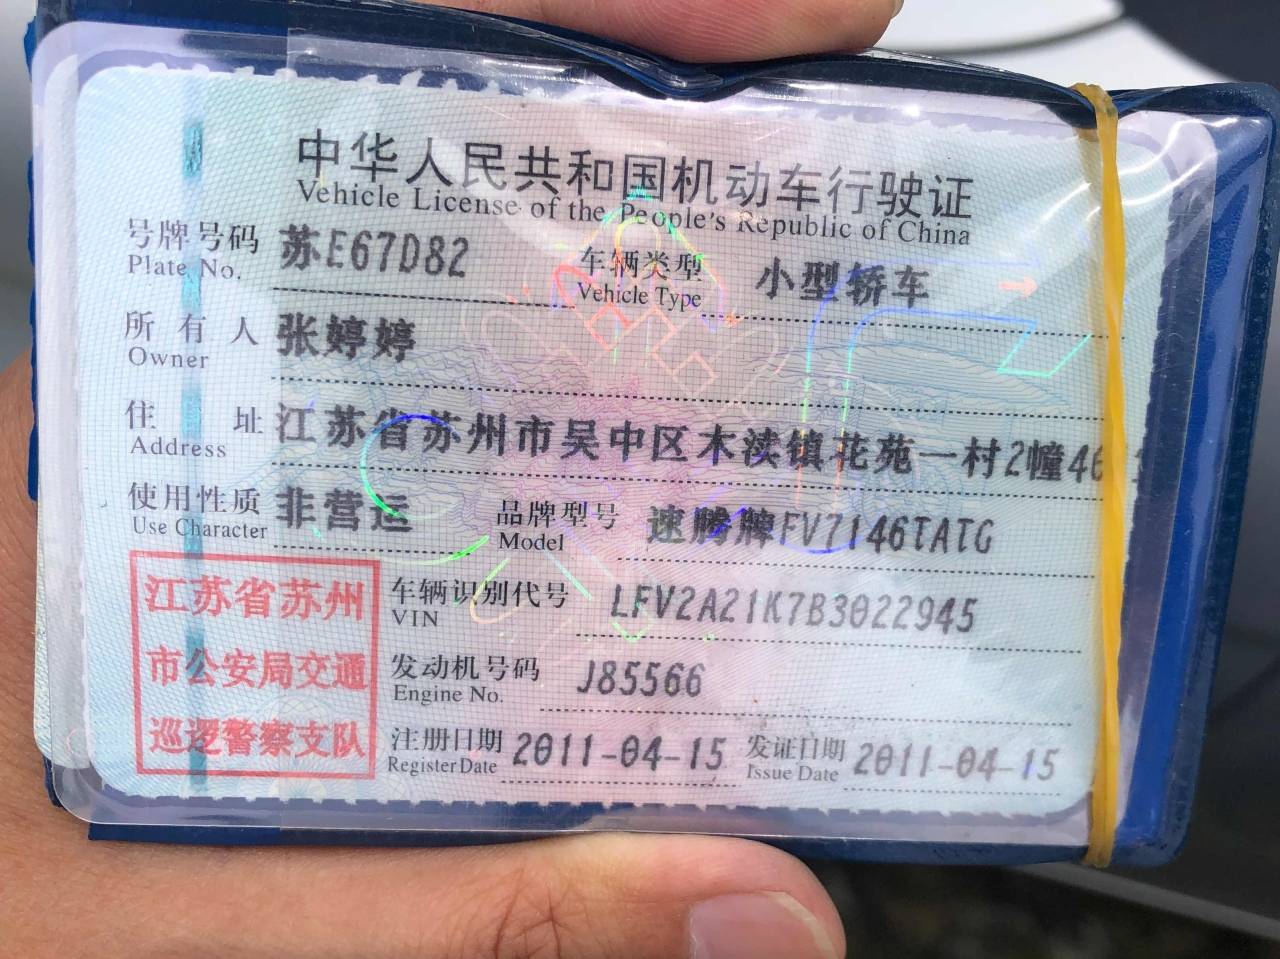 中华人民共和国机动车行驶证
Vehicle License of the People's Republic of China
号牌号码 苏E67D82 车辆类型 小型轿车
Plate No. Vehicle Type
所有人 张婷婷
Owner
住址 江苏省苏州市吴中区木渎镇花苑一村2幢46
Address
使用性质 非营运 品牌型号 速腾牌FV7146TATG
Use Character Model
江苏省苏州
市公安局交通
巡逻警察支队
车辆识别代号 LFV2A21K7B3022945
VIN
发动机号码 J85566
Engine No.
注册日期 2011-04-15 发证日期 2011-04-15
Register Date Issue Date